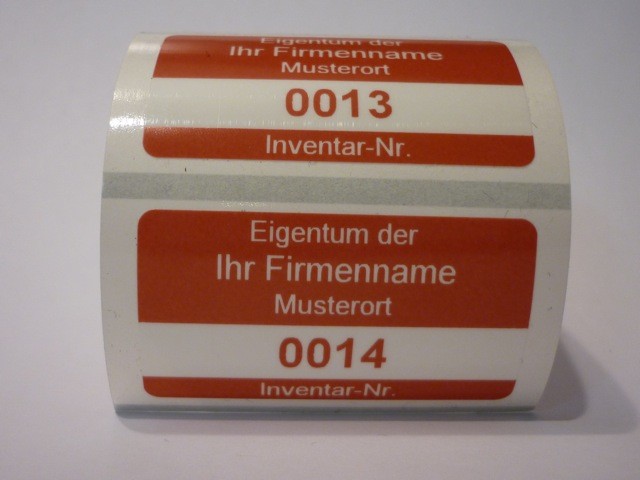 Eigentum der
Ihr Firmenname
Musterort
0013
Inventar-Nr.
Eigentum der
Ihr Firmenname
Musterort
0014
Inventar-Nr.